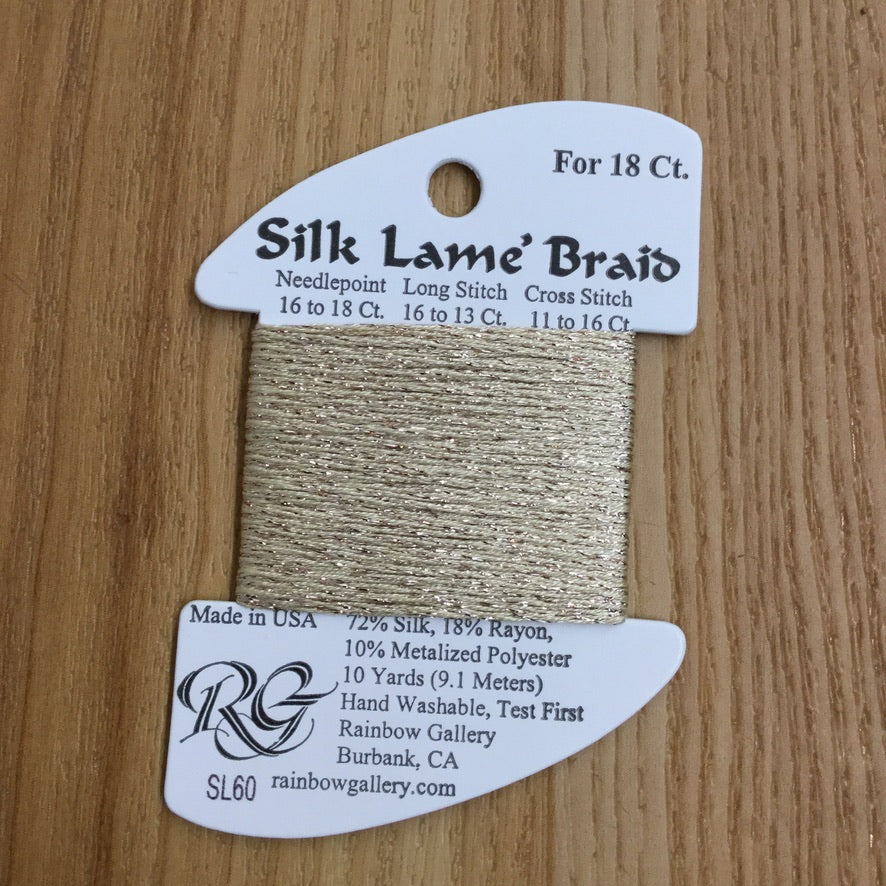 For 18 Ct.
Silk Lame' Braid
Needlepoint Long Stitch Cross Stitch
16 to 18 Ct. 16 to 13 Ct. 11 to 16 Ct.
Made in USA
72% Silk, 18% Rayon,
10% Metalized Polyester
10 Yards (9.1 Meters)
Hand Washable, Test First
Rainbow Gallery
Burbank, CA
rainbowgallery.com
RG
SL60